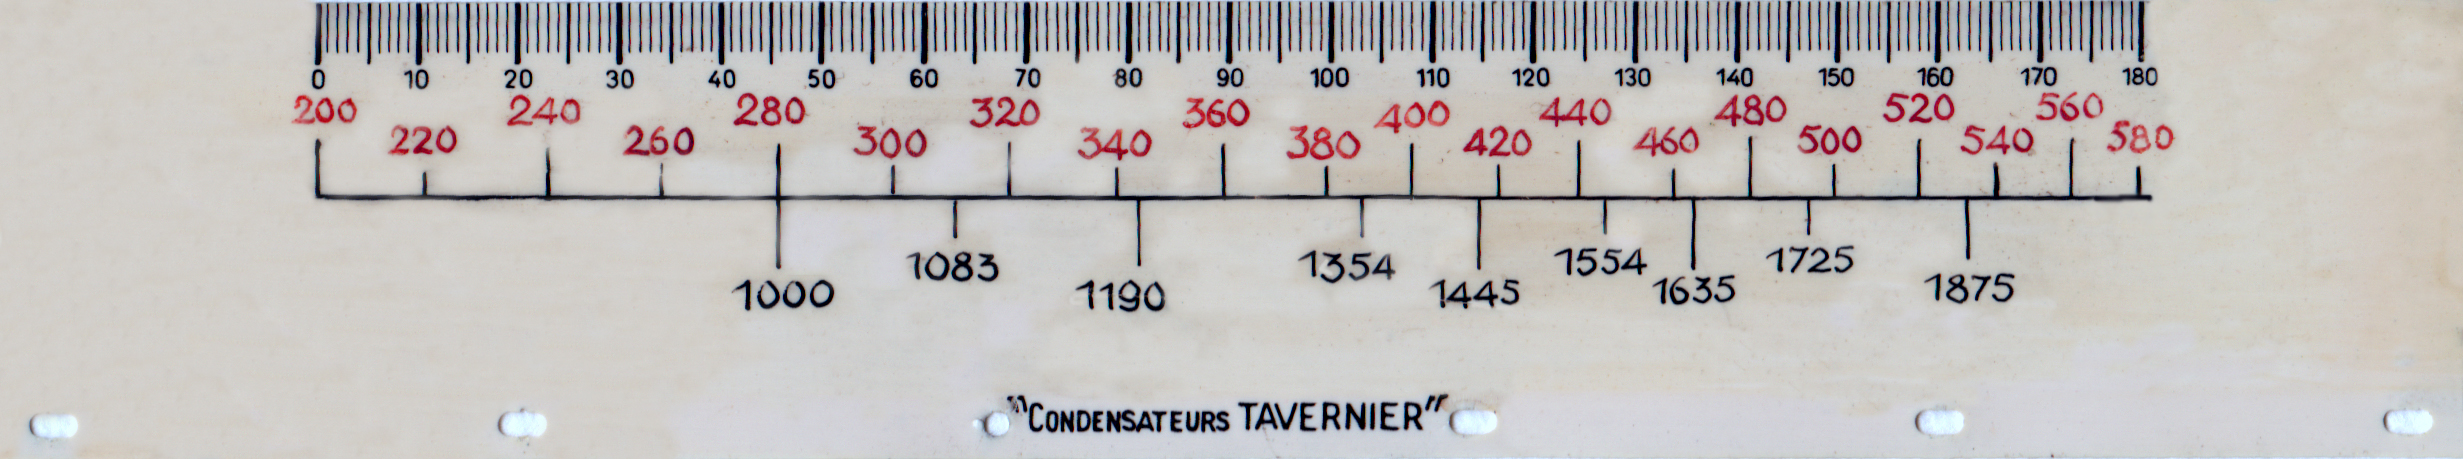 0 10 20 30 40 50 60 70 80 90 100 110 120 130 140 150 160 170 180
200 220 240 260 280 300 320 340 360 380 400 420 440 460 480 500 520 540 560 580
1000 1083 1190 1354 1445 1554 1635 1725 1875
"CONDENSATEURS TAVERNIER"